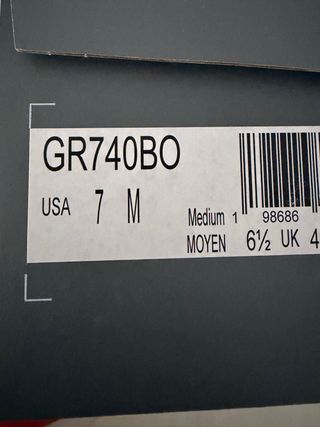 GR740BO
USA 7 M
Medium 1 98686
MOYEN 6½ UK 4